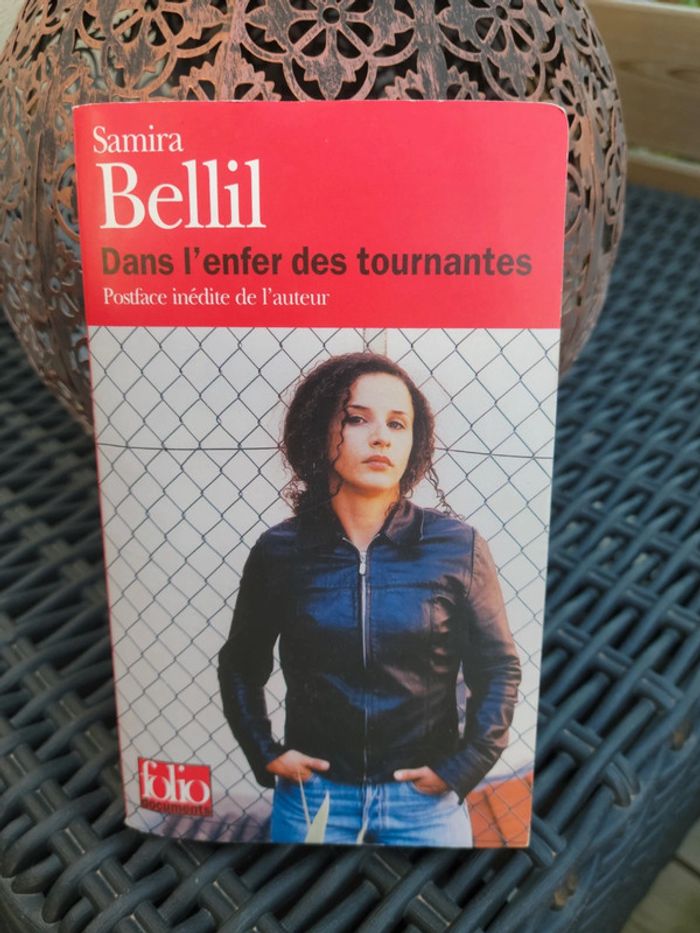 Samira
Bellil
Dans l'enfer des tournantes
Postface inédite de l'auteur
folio
documents